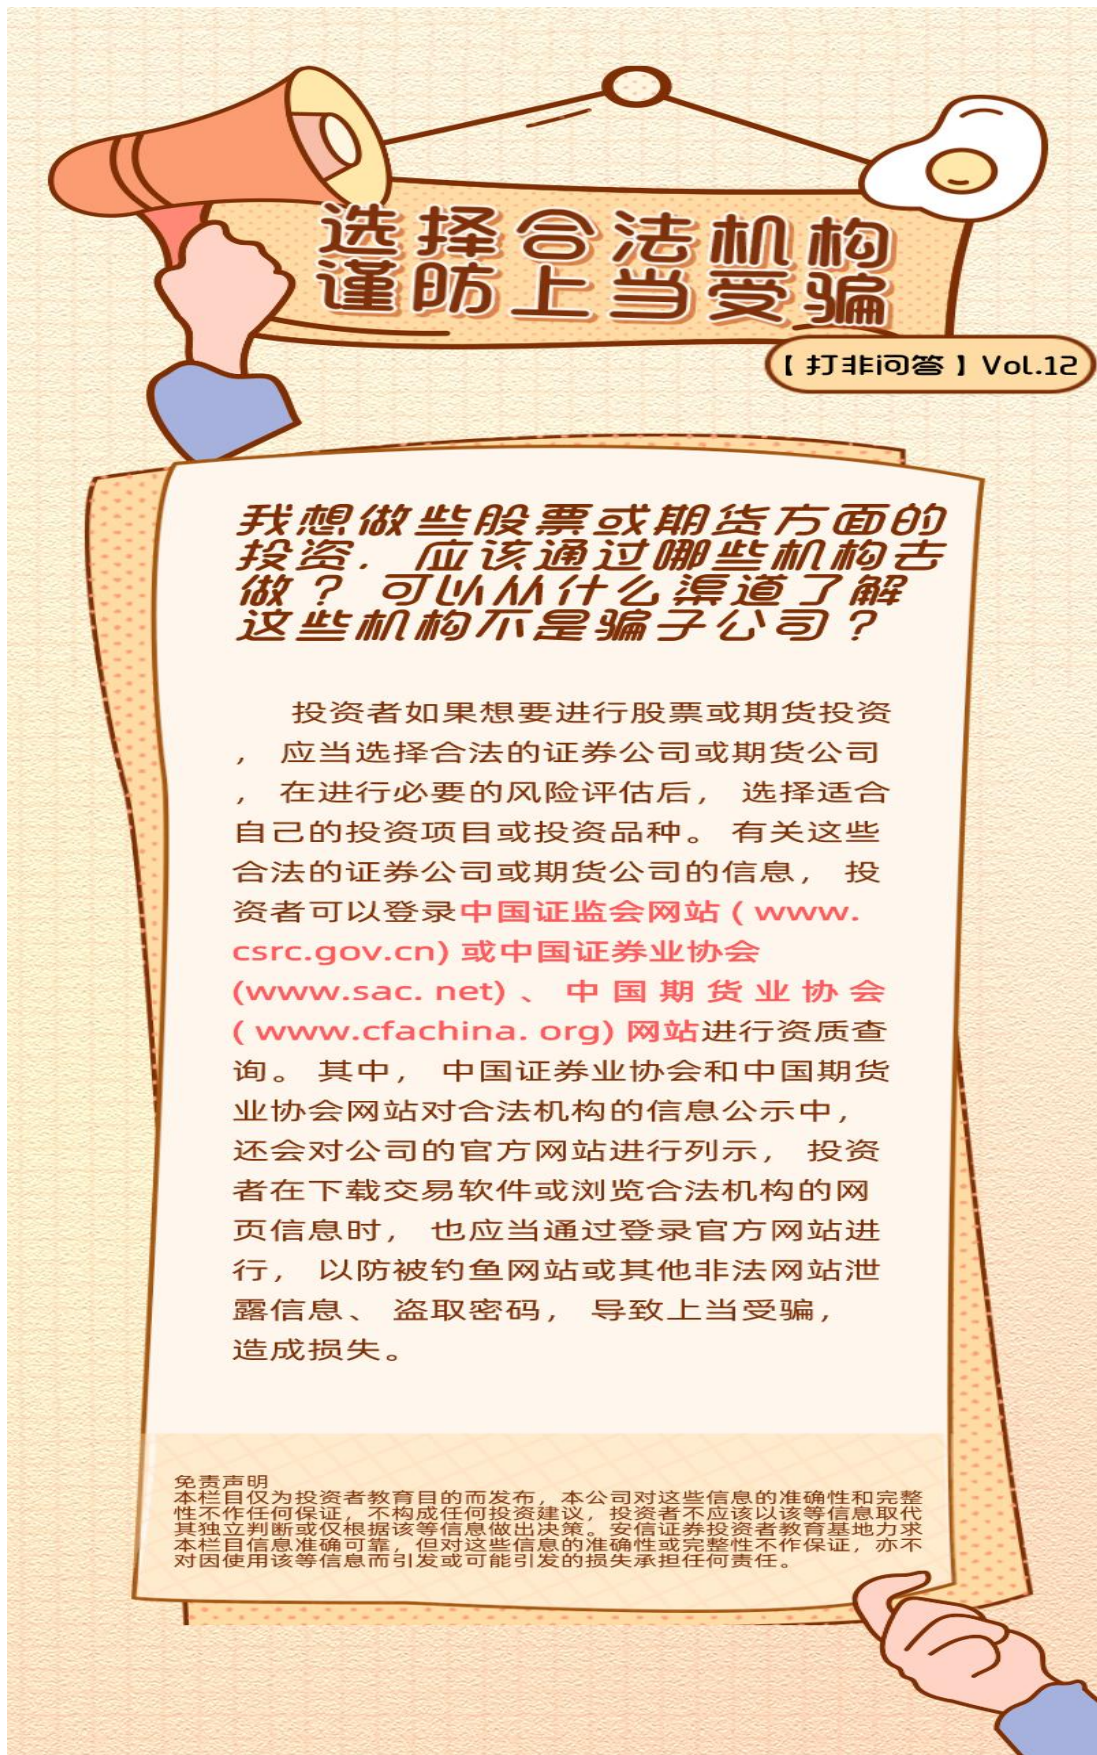 选择合法机构
谨防上当受骗
【打非问答】Vol.12
我想做些股票或期货方面的
投资．应该通过哪些机构去
做？可以从什么渠道了解
这些机构不是骗子公司？
投资者如果想要进行股票或期货投资
，应当选择合法的证券公司或期货公司
，在进行必要的风险评估后，选择适合
自己的投资项目或投资品种。有关这些
合法的证券公司或期货公司的信息，投
资者可以登录中国证监会网站（www.
csrc.gov.cn) 或中国证券业协会
(www.sac. net) 、中国期货业协会
( www.cfachina. org) 网站进行资质查
询。其中，中国证券业协会和中国期货
业协会网站对合法机构的信息公示中，
还会对公司的官方网站进行列示，投资
者在下载交易软件或浏览合法机构的网
页信息时，也应当通过登录官方网站进
行，以防被钓鱼网站或其他非法网站泄
露信息、盗取密码，导致上当受骗，
造成损失。
免责声明
本栏目仅为投资者教育目的而发布，本公司对这些信息的准确性和完整
性不作任何保证，不构成任何投资建议，投资者不应该以该等信息取代
其独立判断或仅根据该等信息做出决策。安信证券投资者教育基地力求
本栏目信息准确可靠，但对这些信息的准确性或完整性不作保证，亦不
对因使用该等信息而引发或可能引发的损失承担任何责任。